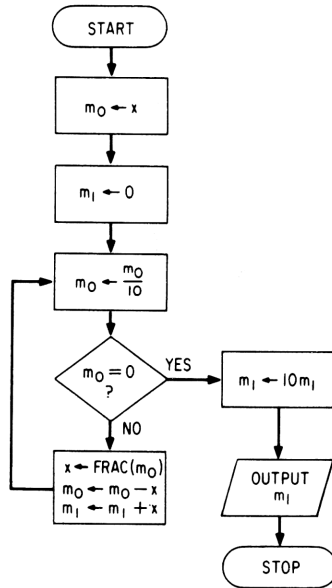 START
m₀ ← x
m₁ ← 0
m₀ ← m₀/10
m₀ = 0
?
YES
NO
m₁ ← 10m₁
x ← FRAC(m₀)
m₀ ← m₀ − x
m₁ ← m₁ + x
OUTPUT
m₁
STOP